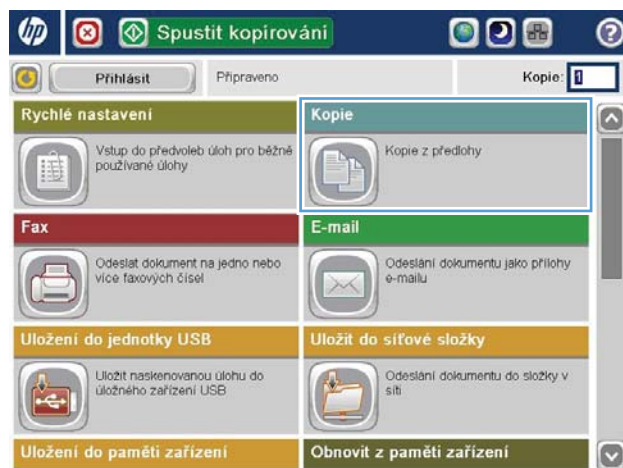 hp
Spustit kopírování
?
Přihlásit
Připraveno
Kopie: 1
Rychlé nastavení
Vstup do předvoleb úloh pro běžně
používané úlohy
Kopie
Kopie z předlohy
Fax
Odeslat dokument na jedno nebo
více faxových čísel
E-mail
Odeslání dokumentu jako přílohy
e-mailu
Uložení do jednotky USB
Uložit naskenovanou úlohu do
úložného zařízení USB
Uložit do síťové složky
Odeslání dokumentu do složky v
síti
Uložení do paměti zařízení
Obnovit z paměti zařízení